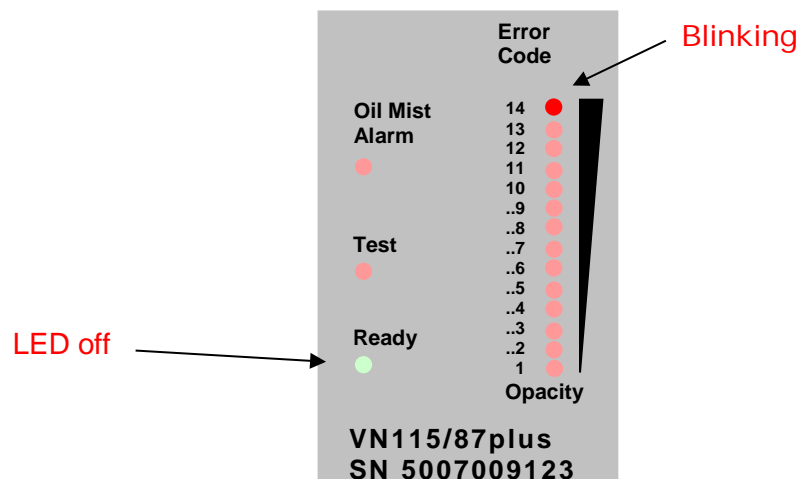 Error
Code
Blinking
Oil Mist
Alarm
14
13
12
11
10
..9
..8
Test
..7
..6
..5
..4
..3
Ready
LED off
..2
1
Opacity
VN115/87plus
SN 5007009123